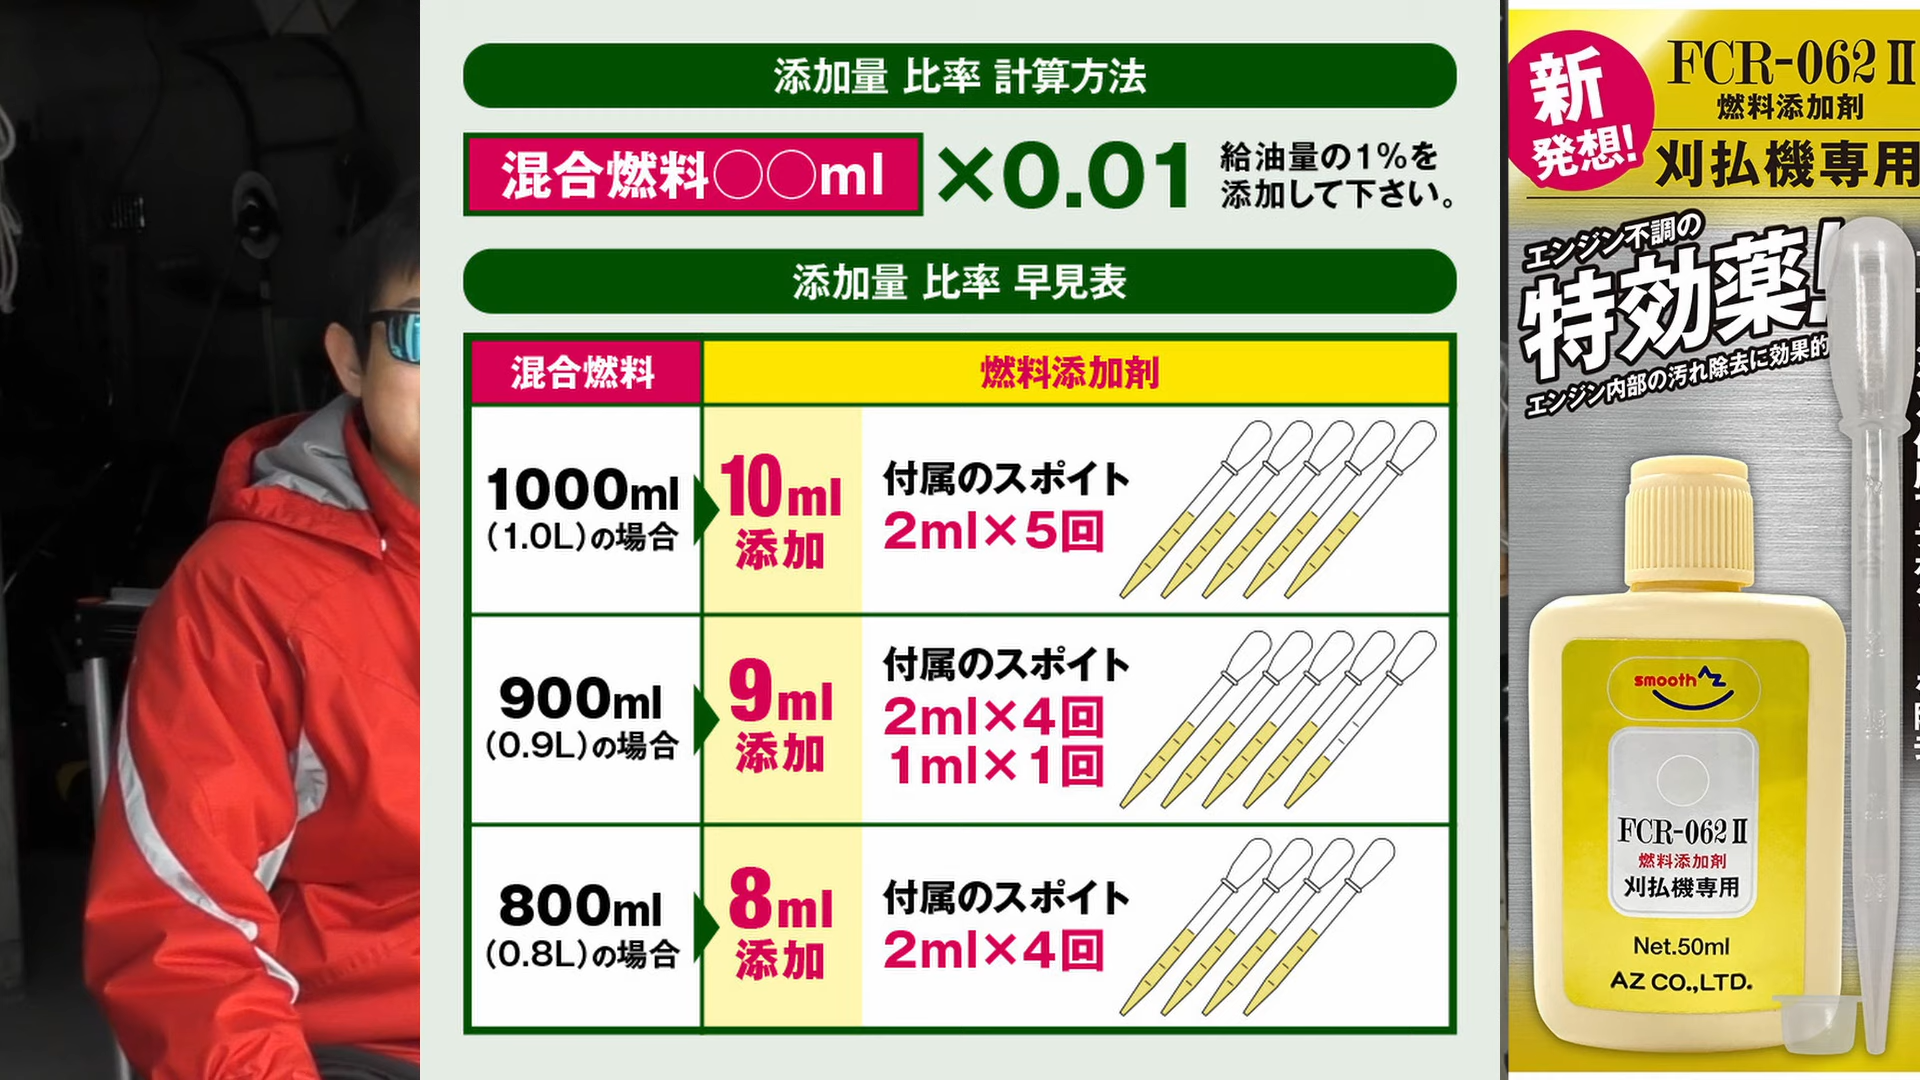 添加量 比率 計算方法
混合燃料○○ml ×0.01
給油量の1%を
添加して下さい。
添加量 比率 早見表
混合燃料 燃料添加剤
1000ml
(1.0L)の場合
10ml
添加
付属のスポイト
2ml×5回
900ml
(0.9L)の場合
9ml
添加
付属のスポイト
2ml×4回
1ml×1回
800ml
(0.8L)の場合
8ml
添加
付属のスポイト
2ml×4回
新
発想!
FCR-062Ⅱ
燃料添加剤
刈払機専用
エンジン不調の
特効薬!
エンジン内部の汚れ除去に効果的
smooth AZ
FCR-062Ⅱ
燃料添加剤
刈払機専用
Net.50ml
AZ CO.,LTD.